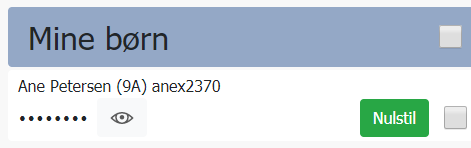 Mine børn
Ane Petersen (9A) anex2370
•••••••• Nulstil